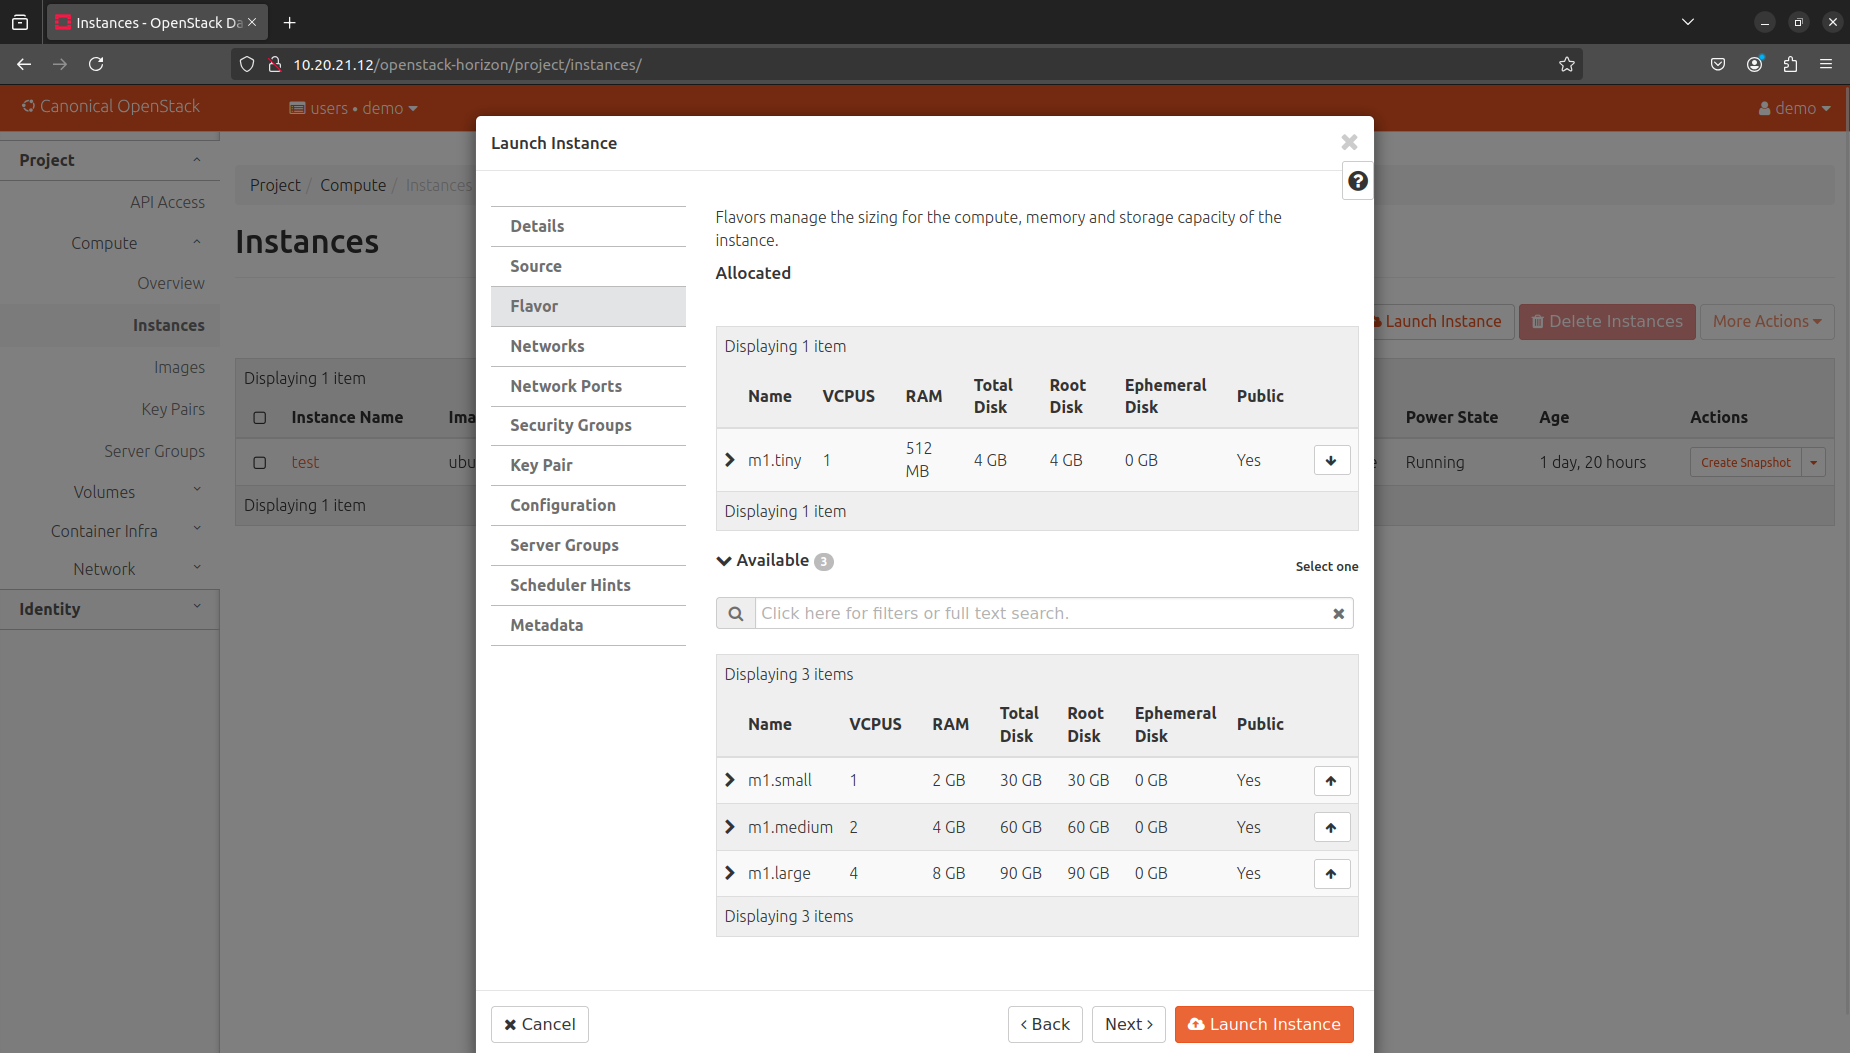 Instances - OpenStack Da
10.20.21.12/openstack-horizon/project/instances/
Canonical OpenStack
users • demo
demo
Project
API Access
Compute
Overview
Instances
Images
Key Pairs
Server Groups
Volumes
Container Infra
Network
Identity
Project / Compute / Instances
Instances
Launch Instance
Delete Instances
More Actions
Displaying 1 item
Instance Name
Ima
Power State
Age
Actions
test
ubu
Running
1 day, 20 hours
Create Snapshot
Displaying 1 item
Launch Instance
Details
Source
Flavor
Networks
Network Ports
Security Groups
Key Pair
Configuration
Server Groups
Scheduler Hints
Metadata
Flavors manage the sizing for the compute, memory and storage capacity of the
instance.
Allocated
Displaying 1 item
Name VCPUS RAM Total Disk Root Disk Ephemeral Disk Public
m1.tiny 1 512 MB 4 GB 4 GB 0 GB Yes
Displaying 1 item
Available 3
Select one
Click here for filters or full text search.
Displaying 3 items
Name VCPUS RAM Total Disk Root Disk Ephemeral Disk Public
m1.small 1 2 GB 30 GB 30 GB 0 GB Yes
m1.medium 2 4 GB 60 GB 60 GB 0 GB Yes
m1.large 4 8 GB 90 GB 90 GB 0 GB Yes
Displaying 3 items
Cancel
Back
Next
Launch Instance